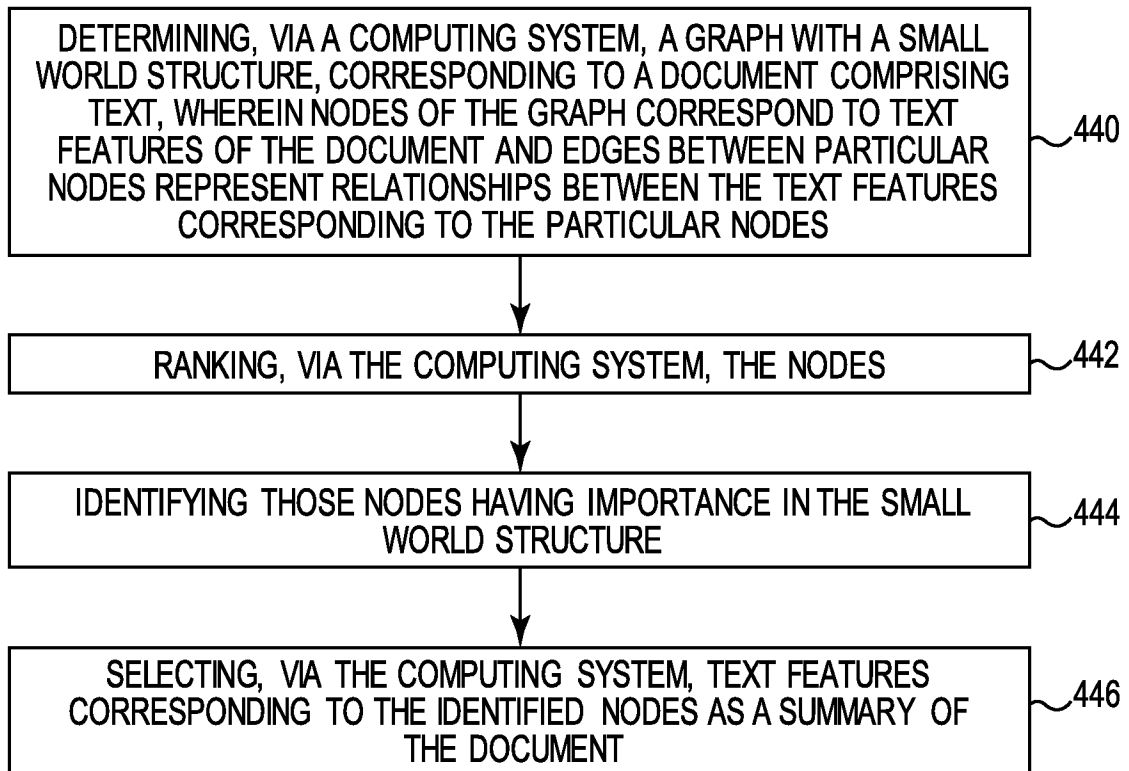 DETERMINING, VIA A COMPUTING SYSTEM, A GRAPH WITH A SMALL
WORLD STRUCTURE, CORRESPONDING TO A DOCUMENT COMPRISING
TEXT, WHEREIN NODES OF THE GRAPH CORRESPOND TO TEXT
FEATURES OF THE DOCUMENT AND EDGES BETWEEN PARTICULAR
NODES REPRESENT RELATIONSHIPS BETWEEN THE TEXT FEATURES
CORRESPONDING TO THE PARTICULAR NODES
440
RANKING, VIA THE COMPUTING SYSTEM, THE NODES
442
IDENTIFYING THOSE NODES HAVING IMPORTANCE IN THE SMALL
WORLD STRUCTURE
444
SELECTING, VIA THE COMPUTING SYSTEM, TEXT FEATURES
CORRESPONDING TO THE IDENTIFIED NODES AS A SUMMARY OF
THE DOCUMENT
446